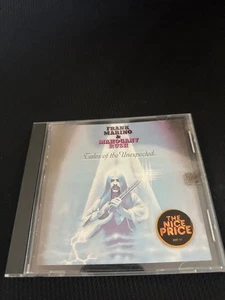 FRANK MARINO
&
MAHOGANY
RUSH
Tales of the Unexpected
THE
NICE
PRICE